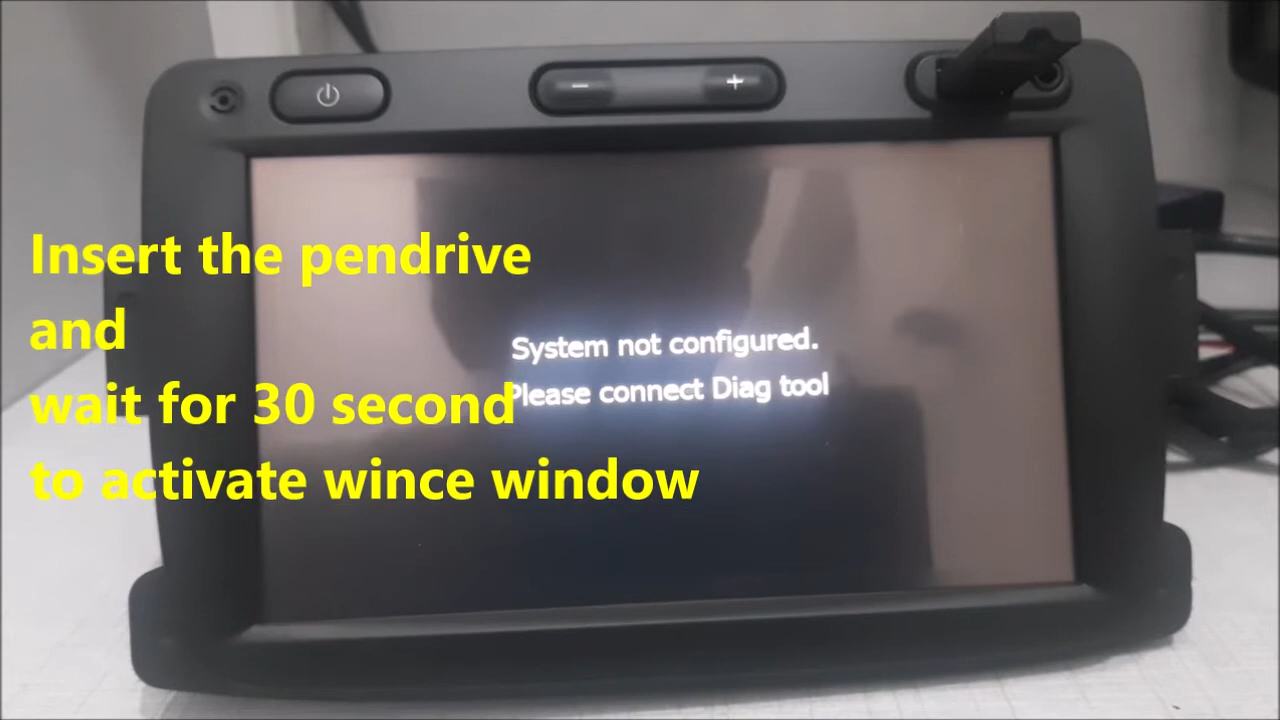 Insert the pendrive
and
wait for 30 second
to activate wince window
System not configured.
Please connect Diag tool